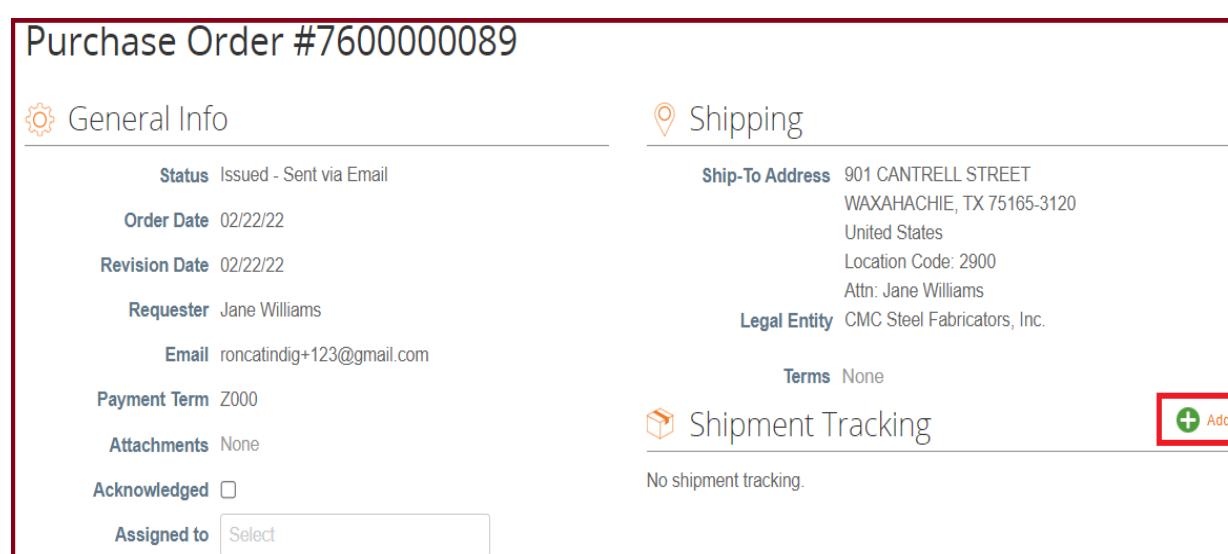 Purchase Order #7600000089
General Info
Status Issued - Sent via Email
Order Date 02/22/22
Revision Date 02/22/22
Requester Jane Williams
Email roncatindig+123@gmail.com
Payment Term Z000
Attachments None
Acknowledged
Assigned to Select
Shipping
Ship-To Address 901 CANTRELL STREET
WAXAHACHIE, TX 75165-3120
United States
Location Code: 2900
Attn: Jane Williams
Legal Entity CMC Steel Fabricators, Inc.
Terms None
Shipment Tracking
Add
No shipment tracking.